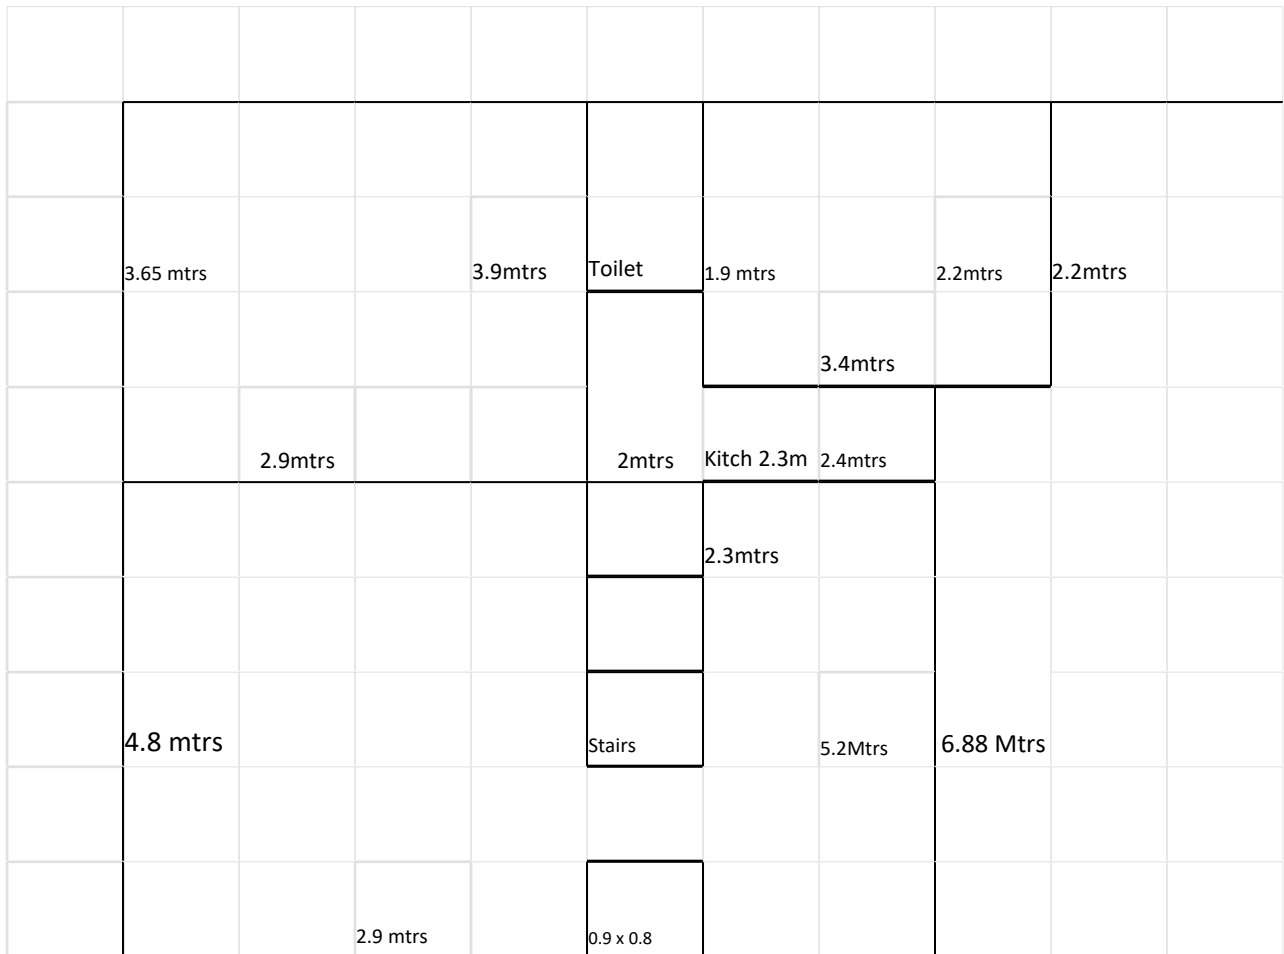 3.65 mtrs
3.9mtrs
Toilet
1.9 mtrs
2.2mtrs
2.2mtrs
3.4mtrs
2.9mtrs
2mtrs
Kitch 2.3m
2.4mtrs
2.3mtrs
4.8 mtrs
Stairs
5.2Mtrs
6.88 Mtrs
2.9 mtrs
0.9 x 0.8